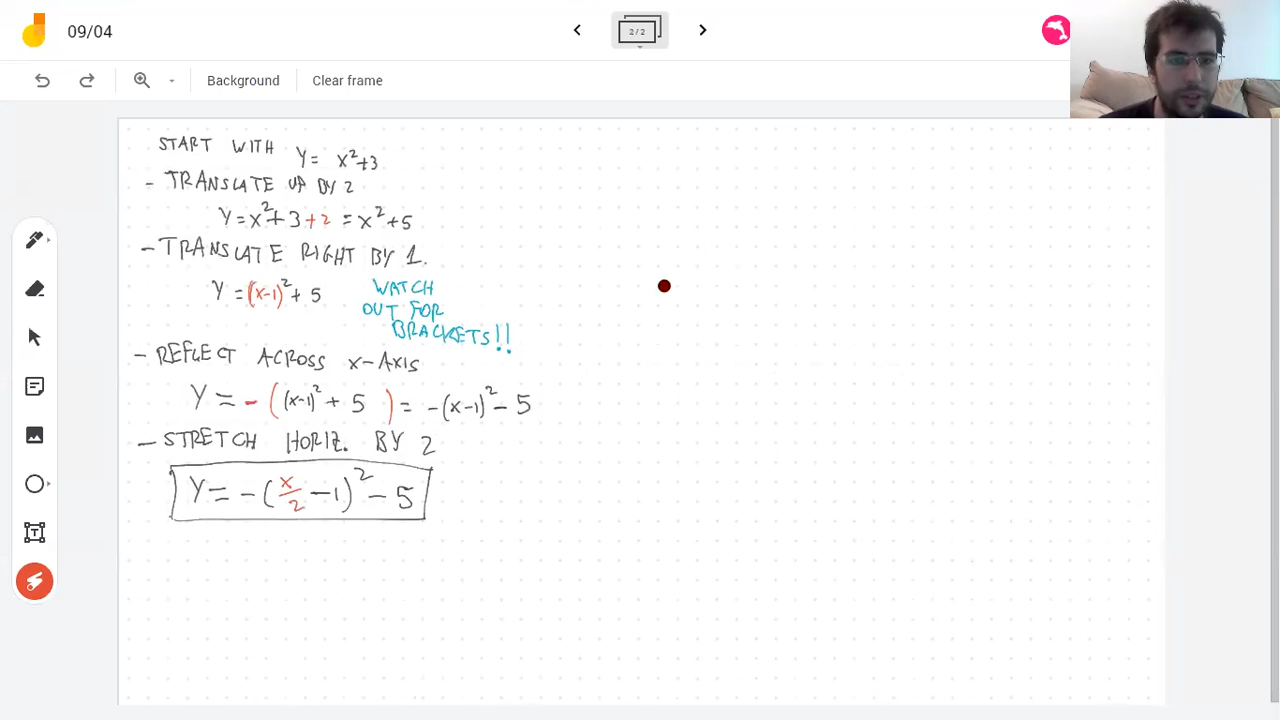 09/04
2/2
Background
Clear frame
START WITH Y = x²+3
- TRANSLATE UP BY 2
Y = x²+ 3 +2 = x² + 5
- TRANSLATE RIGHT BY 1.
Y = (x-1)² + 5
WATCH
OUT FOR
BRACKETS!!
- REFLECT ACROSS x-AXIS
Y = - ( (x-1)² + 5 ) = -(x-1)² - 5
- STRETCH HORIZ. BY 2
Y = - (x/2 - 1)² - 5